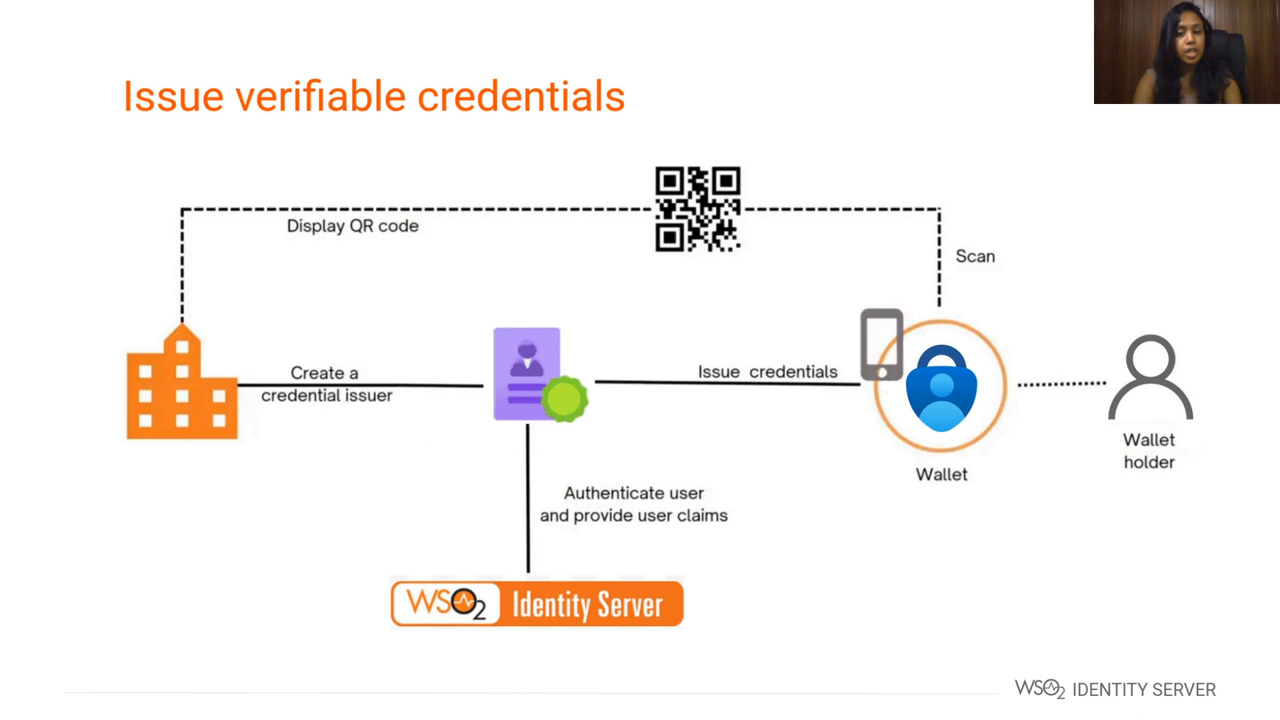 Issue verifiable credentials
Display QR code
Scan
Create a
credential issuer
Issue credentials
Wallet
Wallet
holder
Authenticate user
and provide user claims
WSO2 Identity Server
WSO2 IDENTITY SERVER